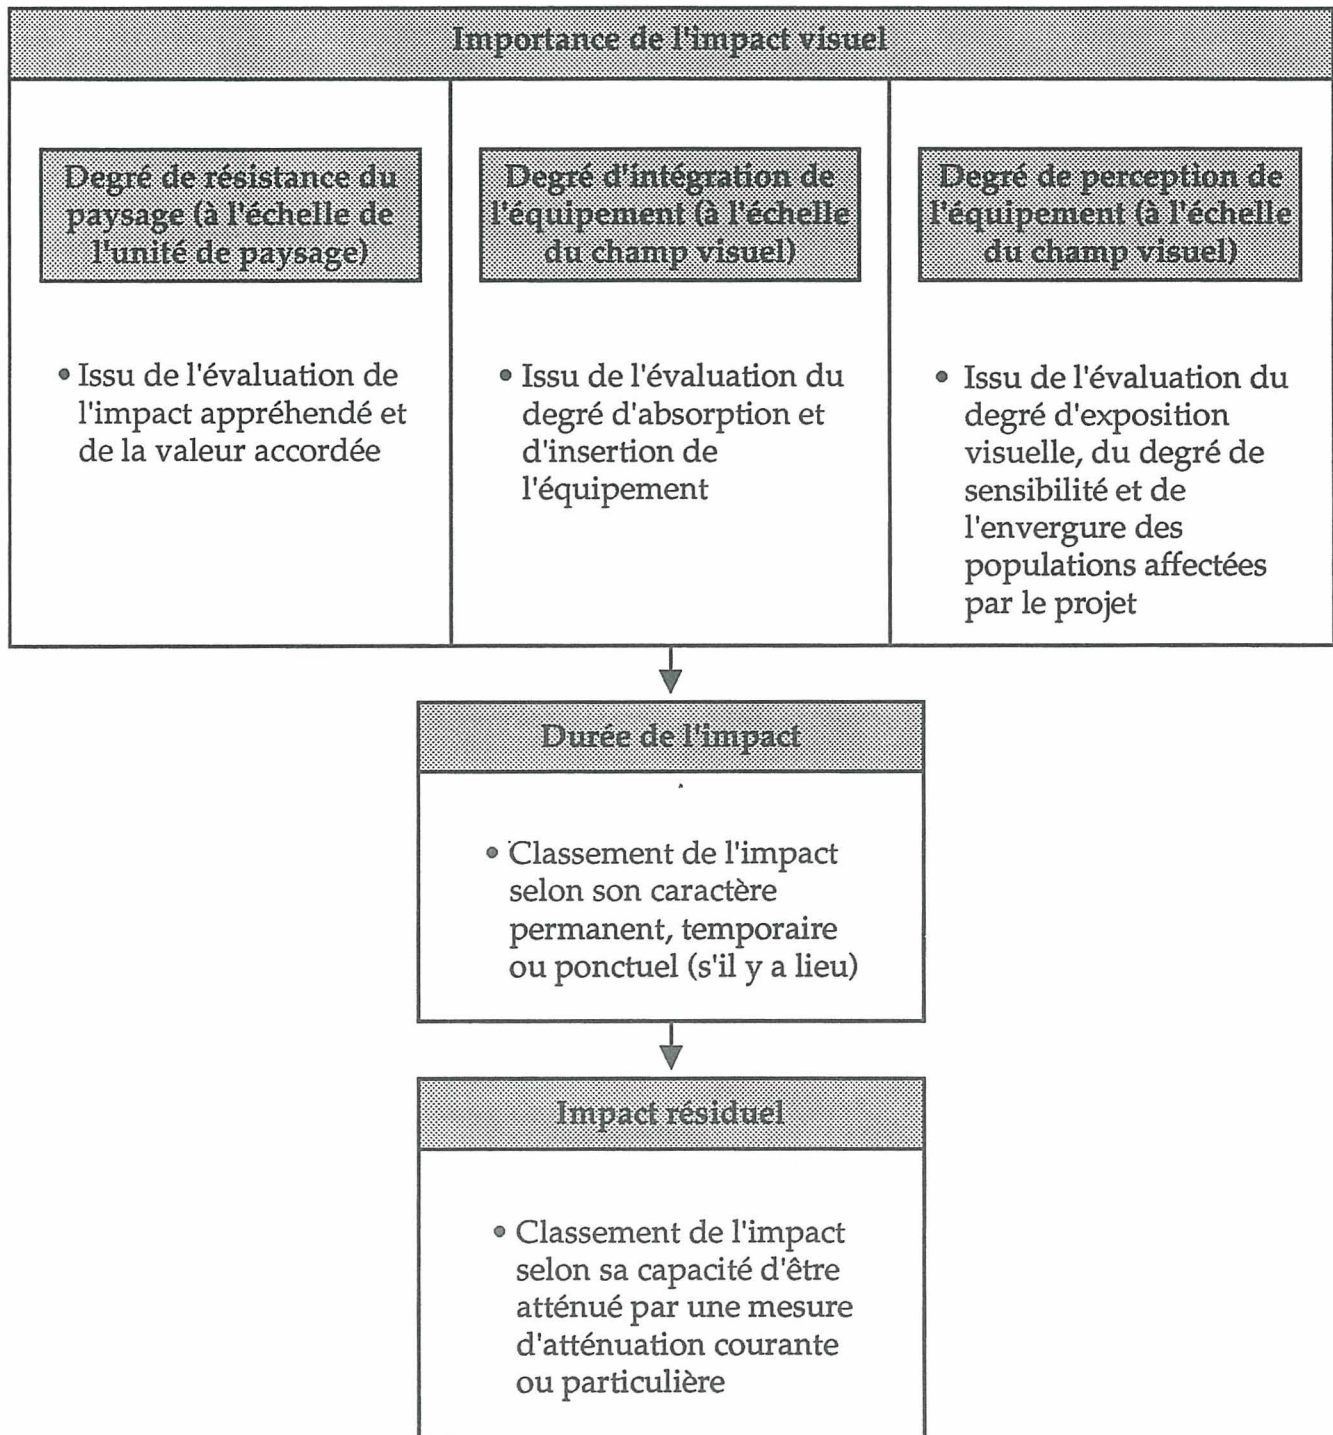 Importance de l'impact visuel
Degré de résistance du
paysage (à l'échelle de
l'unité de paysage)
• Issu de l'évaluation de
l'impact appréhendé et
de la valeur accordée
Degré d'intégration de
l'équipement (à l'échelle
du champ visuel)
• Issu de l'évaluation du
degré d'absorption et
d'insertion de
l'équipement
Degré de perception de
l'équipement (à l'échelle
du champ visuel)
• Issu de l'évaluation du
degré d'exposition
visuelle, du degré de
sensibilité et de
l'envergure des
populations affectées
par le projet
Durée de l'impact
• Classement de l'impact
selon son caractère
permanent, temporaire
ou ponctuel (s'il y a lieu)
Impact résiduel
• Classement de l'impact
selon sa capacité d'être
atténué par une mesure
d'atténuation courante
ou particulière